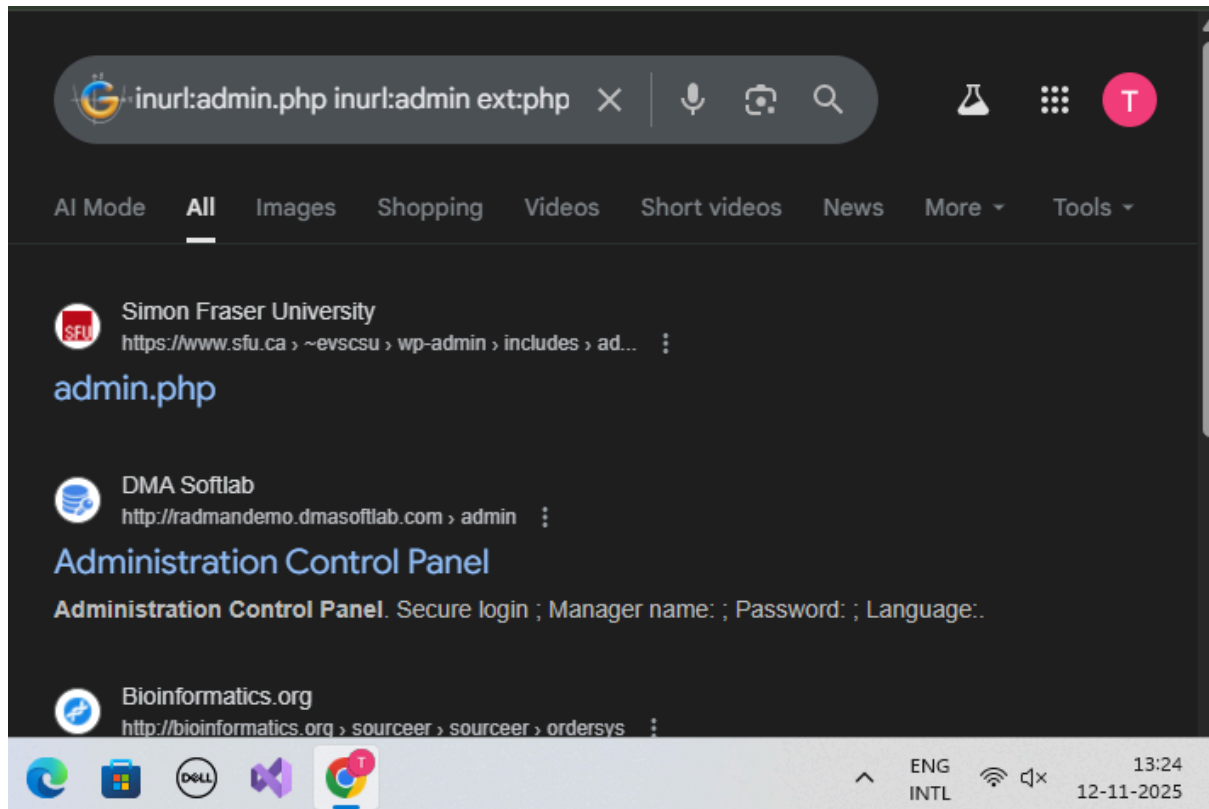 inurl:admin.php inurl:admin ext:php
T
AI Mode All Images Shopping Videos Short videos News More Tools
SFU
Simon Fraser University
https://www.sfu.ca › ~evscsu › wp-admin › includes › ad...
admin.php
DMA Softlab
http://radmandemo.dmasoftlab.com › admin
Administration Control Panel
Administration Control Panel. Secure login ; Manager name: ; Password: ; Language:.
Bioinformatics.org
http://bioinformatics.org › sourceer › sourceer › ordersys
DELL
T
ENG
INTL
13:24
12-11-2025